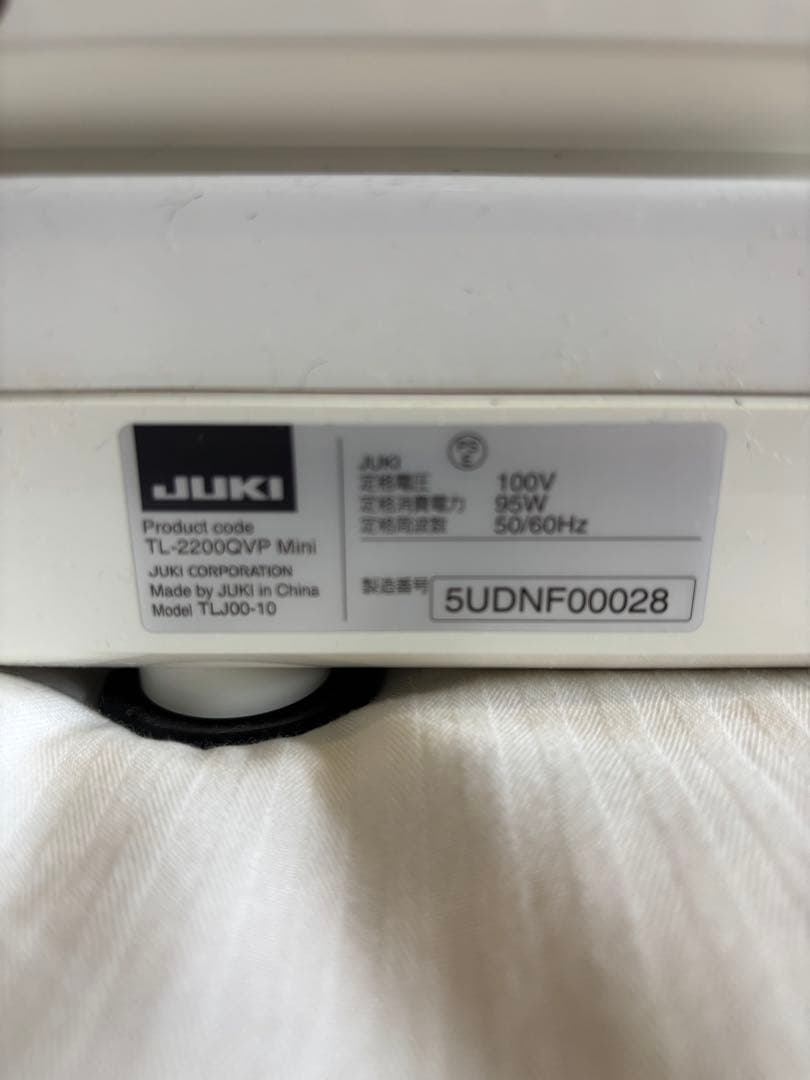 JUKI
Product code
TL-2200QVP Mini
JUKI CORPORATION
Made by JUKI in China
Model TLJ00-10
JUKI PS E
定格電圧 100V
定格消費電力 95W
定格周波数 50/60Hz
製造番号 5UDNF00028